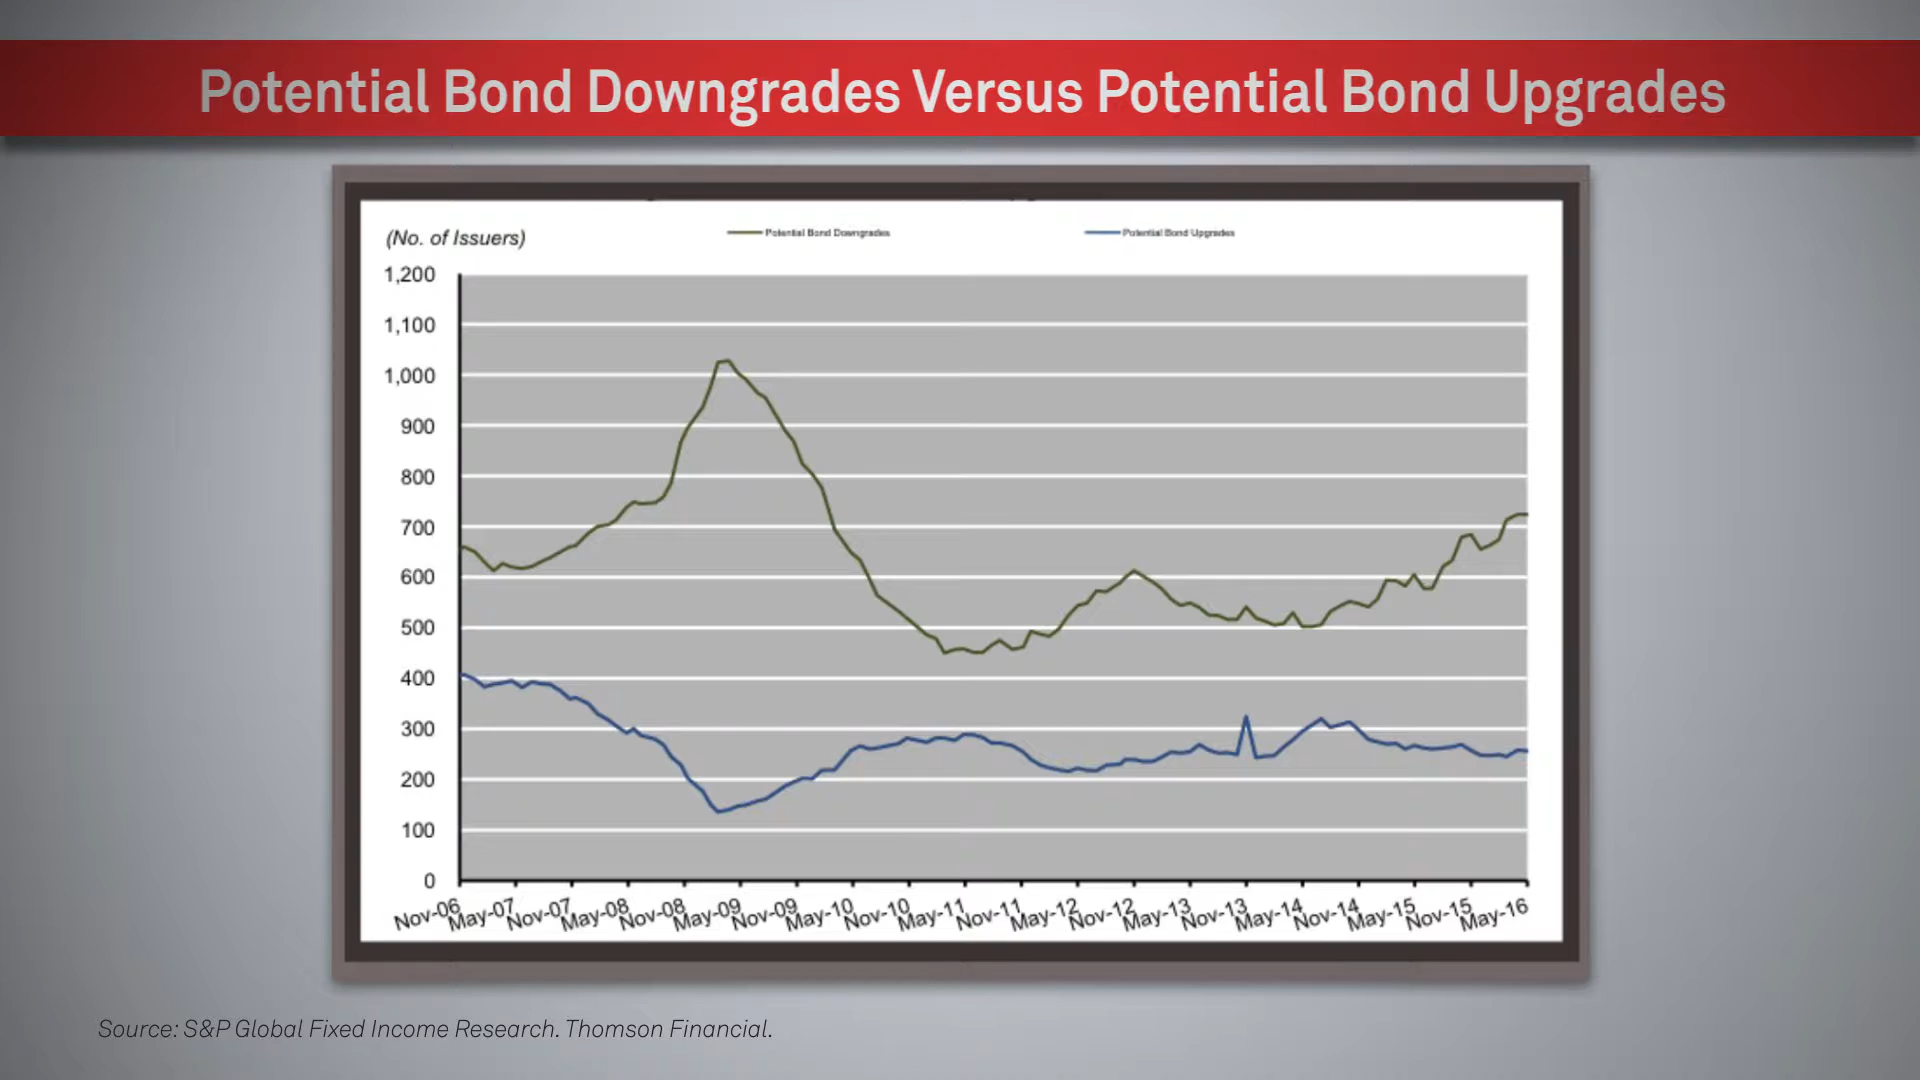 Potential Bond Downgrades Versus Potential Bond Upgrades
(No. of Issuers)
Potential Bond Downgrades
Potential Bond Upgrades
1,200
1,100
1,000
900
800
700
600
500
400
300
200
100
0
Nov-06
May-07
Nov-07
May-08
Nov-08
May-09
Nov-09
May-10
Nov-10
May-11
Nov-11
May-12
Nov-12
May-13
Nov-13
May-14
Nov-14
May-15
Nov-15
May-16
Source: S&P Global Fixed Income Research. Thomson Financial.